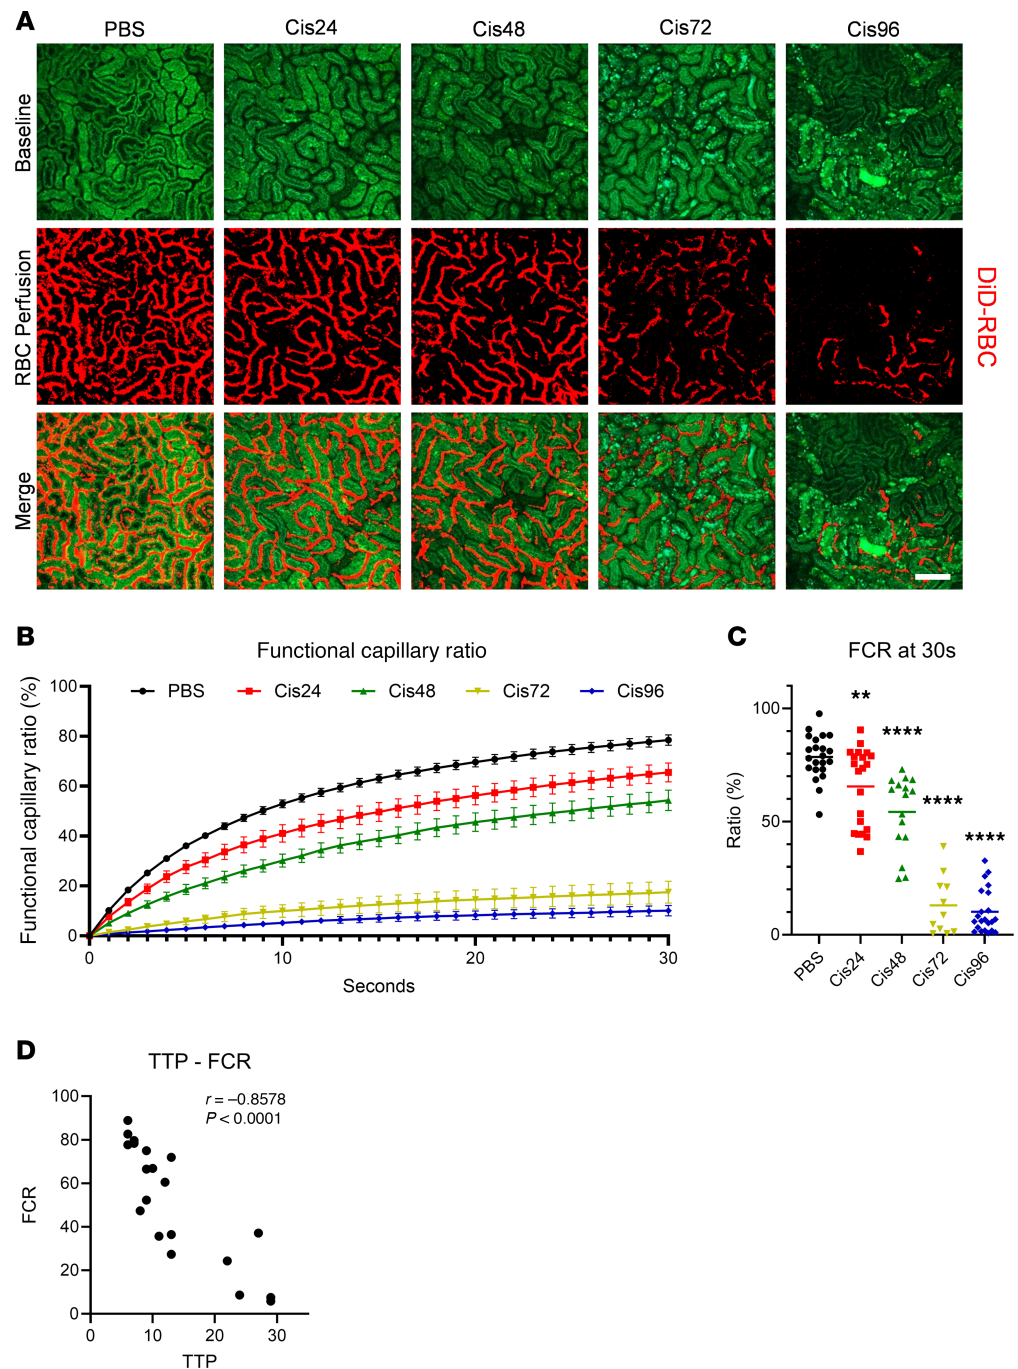 A
PBS
Cis24
Cis48
Cis72
Cis96
Baseline
RBC Perfusion
Merge
DiD-RBC
B
Functional capillary ratio
PBS
Cis24
Cis48
Cis72
Cis96
Functional capillary ratio (%)
100
80
60
40
20
0
0
10
20
30
Seconds
C
FCR at 30s
**
****
****
****
Ratio (%)
100
50
0
PBS
Cis24
Cis48
Cis72
Cis96
D
TTP - FCR
r = –0.8578
P < 0.0001
FCR
100
80
60
40
20
0
0
10
20
30
TTP